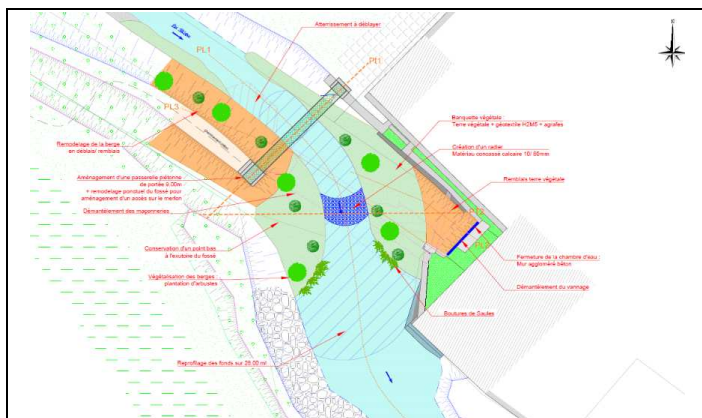 Atterrissement à déblayer
PL1
Pt1
PL3
Banquette végétale :
Terre végétale + géotextile H2M5 + agrafes
Création d'un radier
Matériau concassé calcaire 10/ 80mm
Remodelage de la berge
en déblais/ remblais
Remblais terre végétale
Aménagement d'une passerelle piétonne
de portée 9.00m
+ remodelage ponctuel du fossé pour
aménagement d'un accès sur le merlon
Démantèlement des maçonneries
Conservation d'un point bas
à l'exutoire du fossé
Fermeture de la chambre d'eau :
Mur aggloméré béton
Végétalisation des berges
plantation d'arbustes
Démantèlement du vannage
Boutures de Saules
Reprofilage des fonds sur 25.00 ml